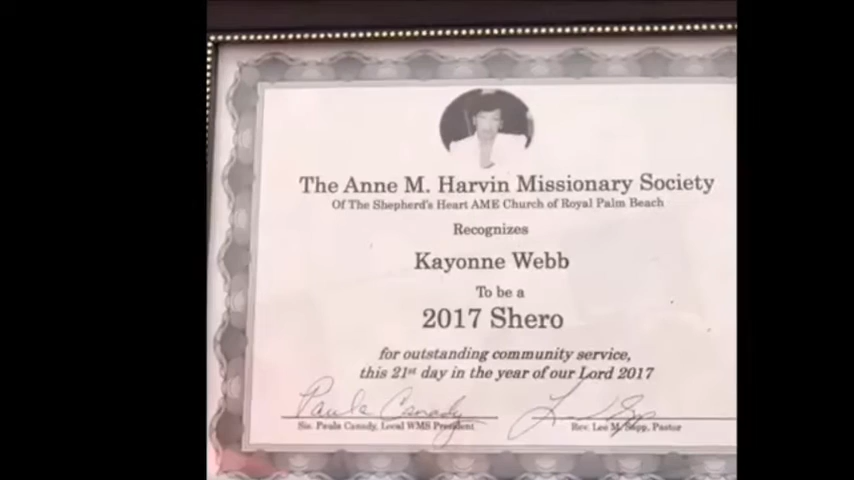 The Anne M. Harvin Missionary Society
Of The Shepherd's Heart AME Church of Royal Palm Beach
Recognizes
Kayonne Webb
To be a
2017 Shero
for outstanding community service,
this 21st day in the year of our Lord 2017
Paula Canady
Sis. Paula Canady, Local WMS President
Rev. Lee M. Sapp, Pastor